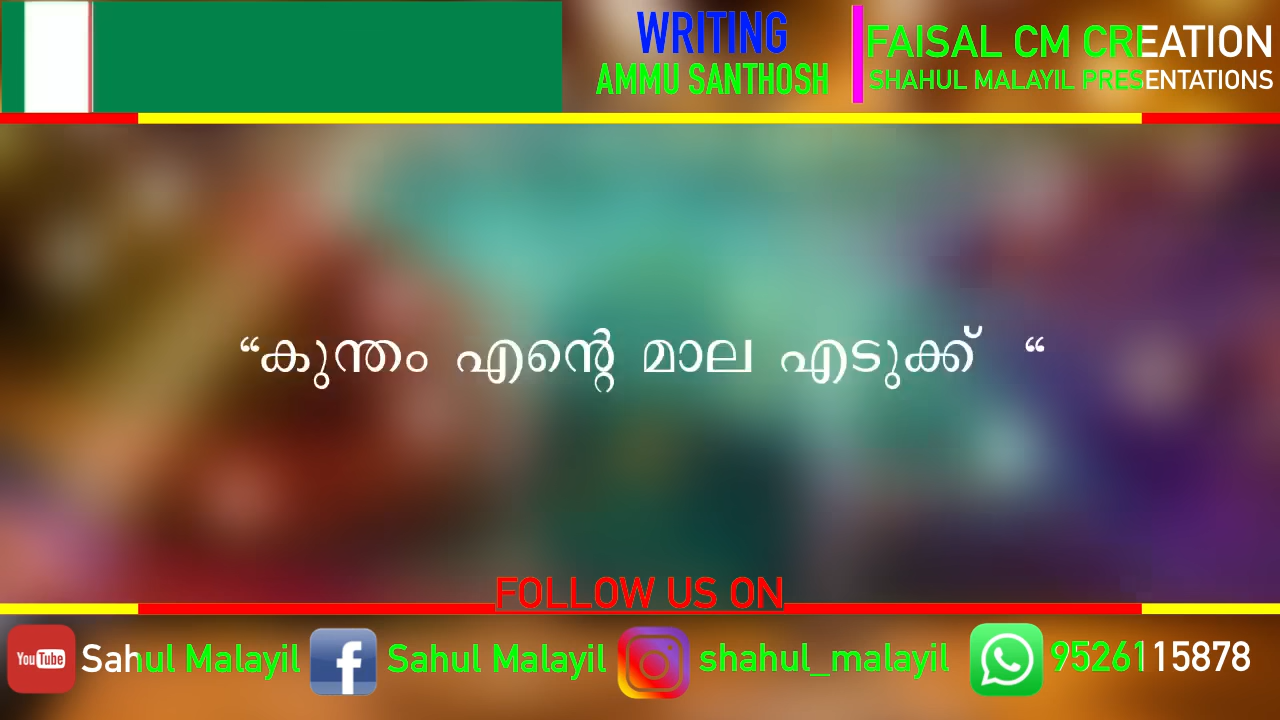 WRITING
AMMU SANTHOSH
FAISAL CM CREATION
SHAHUL MALAYIL PRESENTATIONS
“കുന്തം എന്റെ മാല എടുക്ക് “
FOLLOW US ON
YouTube Sahul Malayil Sahul Malayil shahul_malayil 9526115878